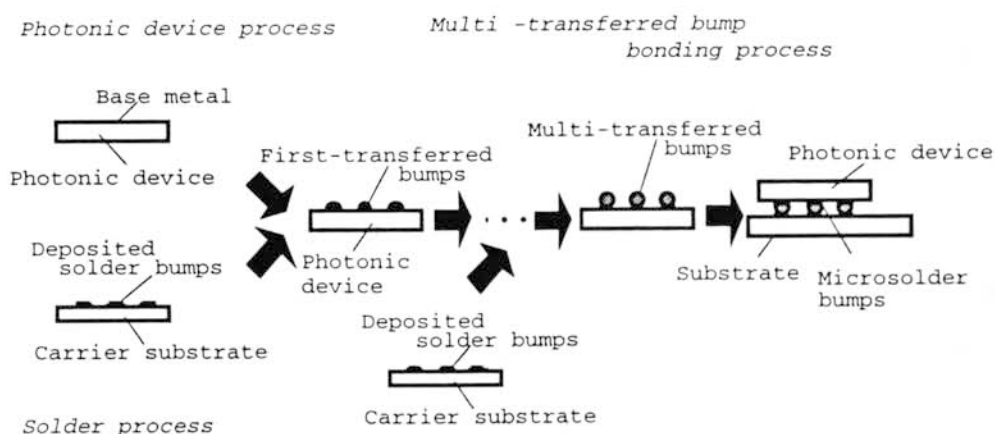 Photonic device process
Multi -transferred bump
bonding process
Base metal
Photonic device
Deposited
solder bumps
Carrier substrate
Solder process
First-transferred
bumps
Photonic
device
. . .
Deposited
solder bumps
Carrier substrate
Multi-transferred
bumps
Photonic device
Substrate
Microsolder
bumps